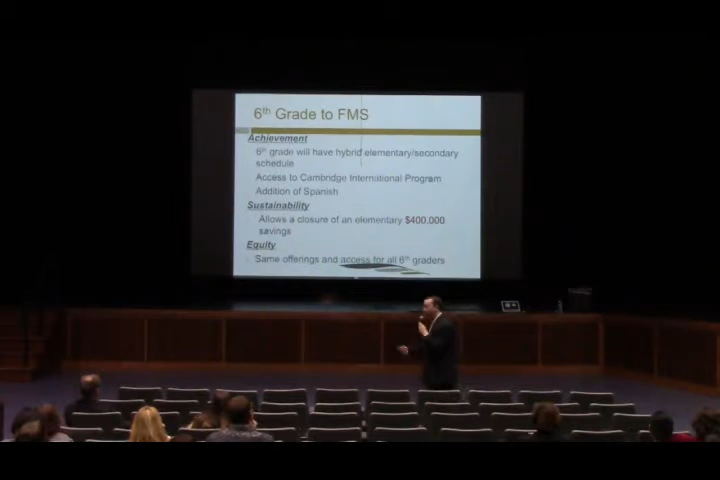 6th Grade to FMS
Achievement
6th grade will have hybrid elementary/secondary
schedule
Access to Cambridge International Program
Addition of Spanish
Sustainability
Allows a closure of an elementary $400,000
savings
Equity
Same offerings and access for all 6th graders